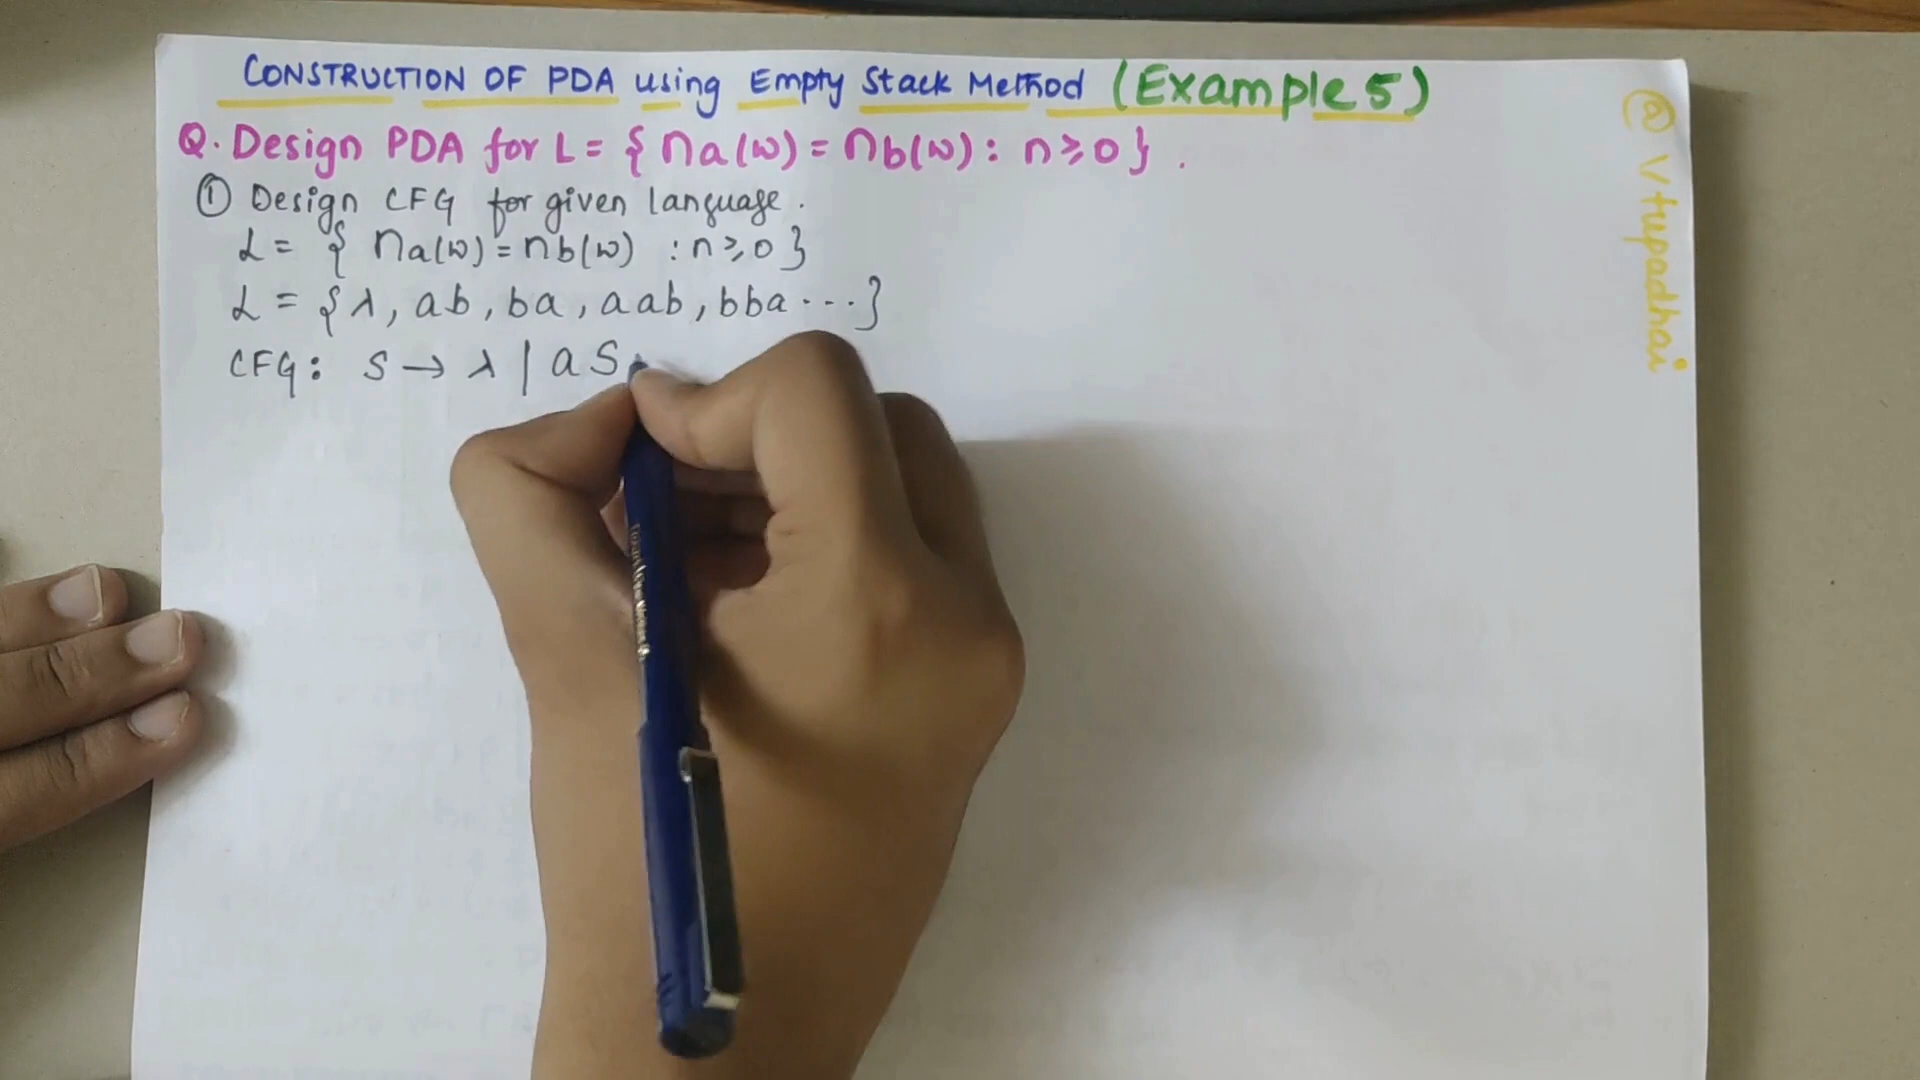 CONSTRUCTION OF PDA using Empty Stack Method (Example 5)
Q. Design PDA for L = { na(w) = nb(w) : n ≥ 0 } .
① Design CFG for given language .
L = { na(w) = nb(w) : n ≥ 0 }
L = { λ, ab, ba, aab, bba ... }
CFG : S → λ | a S
@ Vtupadhai